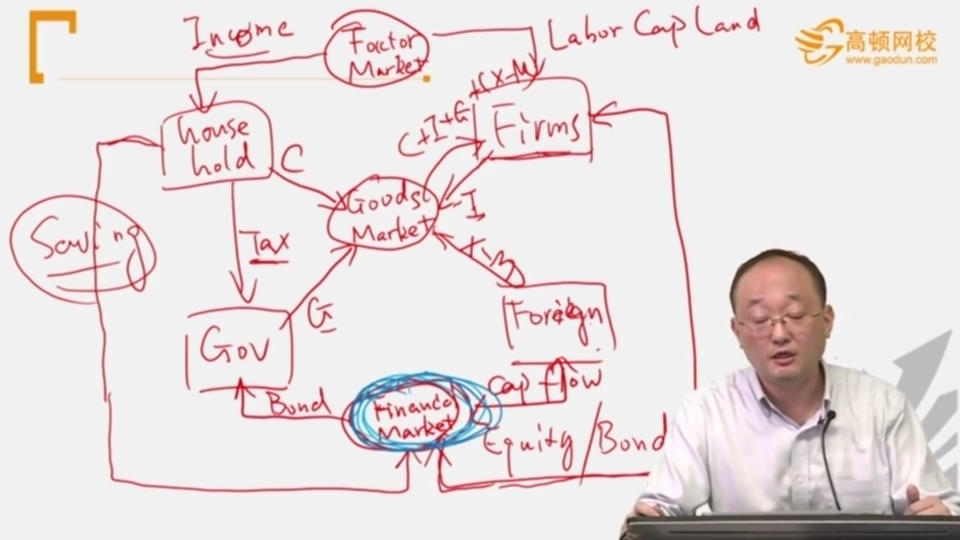 Income
Factor
Market
Labor Cap Land
高顿网校
www.gaodun.com
house
hold
C
C+I+G+(X-M)
Firms
Goods
Market
I
Saving
Tax
X-M
G
Foreign
Gov
Bond
Financial
Market
Cap flow
Equity/Bond